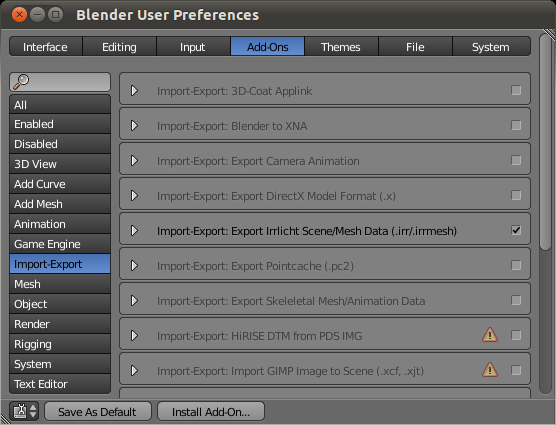 Blender User Preferences
Interface Editing Input Add-Ons Themes File System
All
Enabled
Disabled
3D View
Add Curve
Add Mesh
Animation
Game Engine
Import-Export
Mesh
Object
Render
Rigging
System
Text Editor
Import-Export: 3D-Coat Applink
Import-Export: Blender to XNA
Import-Export: Export Camera Animation
Import-Export: Export DirectX Model Format (.x)
Import-Export: Export Irrlicht Scene/Mesh Data (.irr/.irrmesh)
Import-Export: Export Pointcache (.pc2)
Import-Export: Export Skeleletal Mesh/Animation Data
Import-Export: HiRISE DTM from PDS IMG
Import-Export: Import GIMP Image to Scene (.xcf, .xjt)
Save As Default Install Add-On...